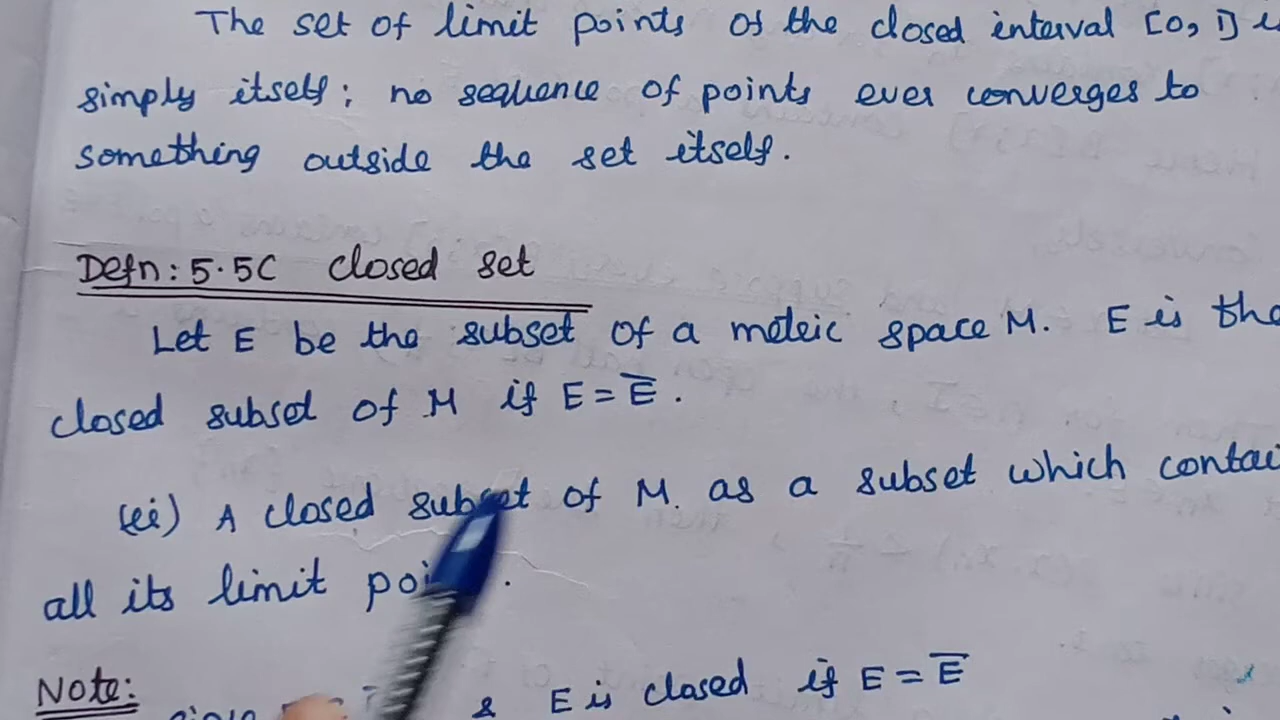 The set of limit points of the closed interval [0, 1] i
simply itself; no sequence of points ever converges to
something outside the set itself.
Defn: 5.5C closed set
Let E be the subset of a metric space M. E is the
closed subset of M if E = E̅.
(ii) A closed subset of M. as a subset which contai
all its limit poi .
Note:
& E is closed if E = E̅